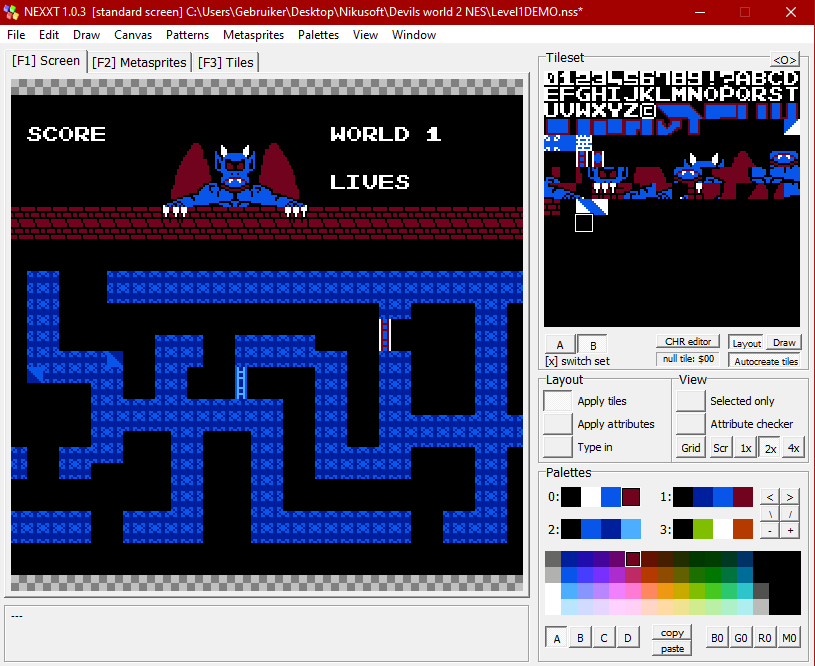 NEXXT 1.0.3 [standard screen] C:\Users\Gebruiker\Desktop\Nikusoft\Devils world 2 NES\Level1DEMO.nss*
File Edit Draw Canvas Patterns Metasprites Palettes View Window
[F1] Screen [F2] Metasprites [F3] Tiles
SCORE WORLD 1
LIVES
Tileset <O>
0123456789!?ABCD
EFGHIJKLMNOPQRST
UVWXYZ©
A B CHR editor Layout Draw
[x] switch set null tile: $00 Autocreate tiles
Layout View
Apply tiles Selected only
Apply attributes Attribute checker
Type in Grid Scr 1x 2x 4x
Palettes
0: 1: < >
\ /
2: 3: - +
A B C D copy B0 G0 R0 M0
paste
---